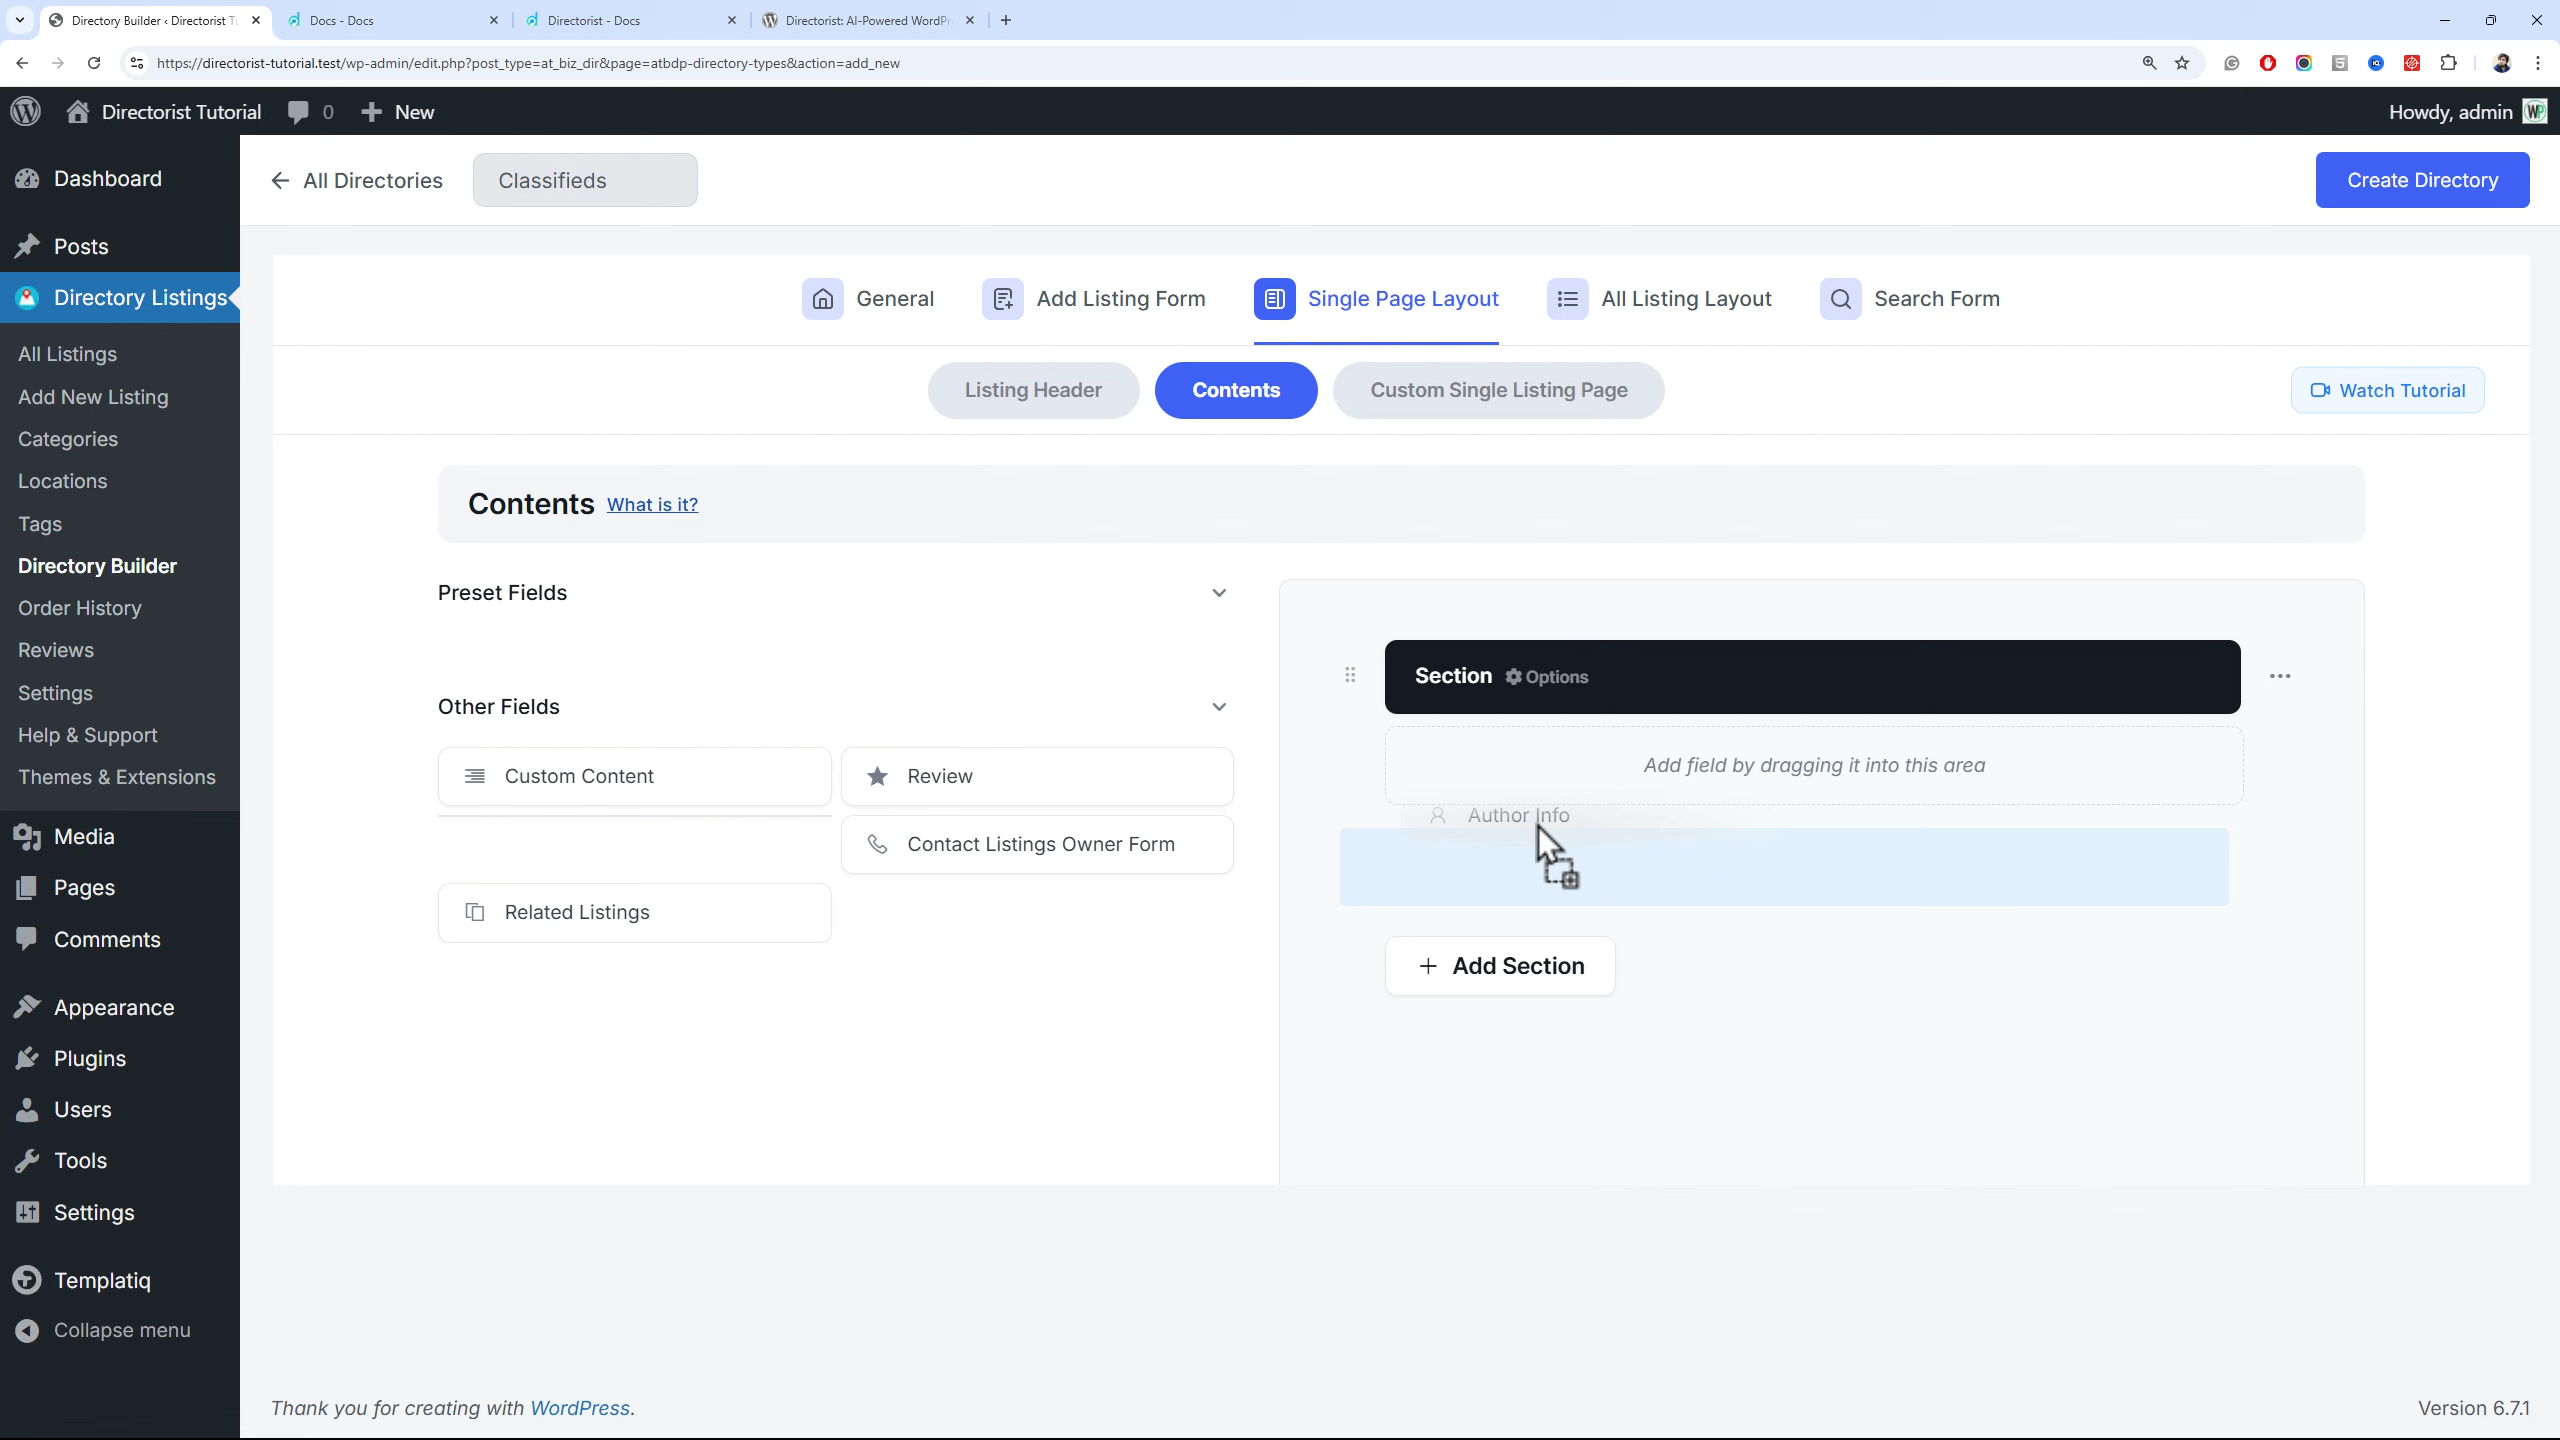 Directory Builder ‹ Directorist T
Docs - Docs
Directorist - Docs
Directorist: AI-Powered WordPr
https://directorist-tutorial.test/wp-admin/edit.php?post_type=at_biz_dir&page=atbdp-directory-types&action=add_new
Directorist Tutorial
0
New
Howdy, admin
Dashboard
Posts
Directory Listings
All Listings
Add New Listing
Categories
Locations
Tags
Directory Builder
Order History
Reviews
Settings
Help & Support
Themes & Extensions
Media
Pages
Comments
Appearance
Plugins
Users
Tools
Settings
Templatiq
Collapse menu
All Directories
Classifieds
Create Directory
General
Add Listing Form
Single Page Layout
All Listing Layout
Search Form
Listing Header
Contents
Custom Single Listing Page
Watch Tutorial
Contents What is it?
Preset Fields
Other Fields
Custom Content
Review
Contact Listings Owner Form
Related Listings
Section Options
Add field by dragging it into this area
Author Info
Add Section
Thank you for creating with WordPress.
Version 6.7.1